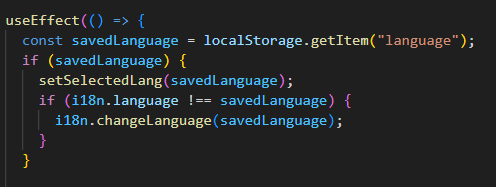 useEffect(() => {
  const savedLanguage = localStorage.getItem("language");
  if (savedLanguage) {
    setSelectedLang(savedLanguage);
    if (i18n.language !== savedLanguage) {
      i18n.changeLanguage(savedLanguage);
    }
  }